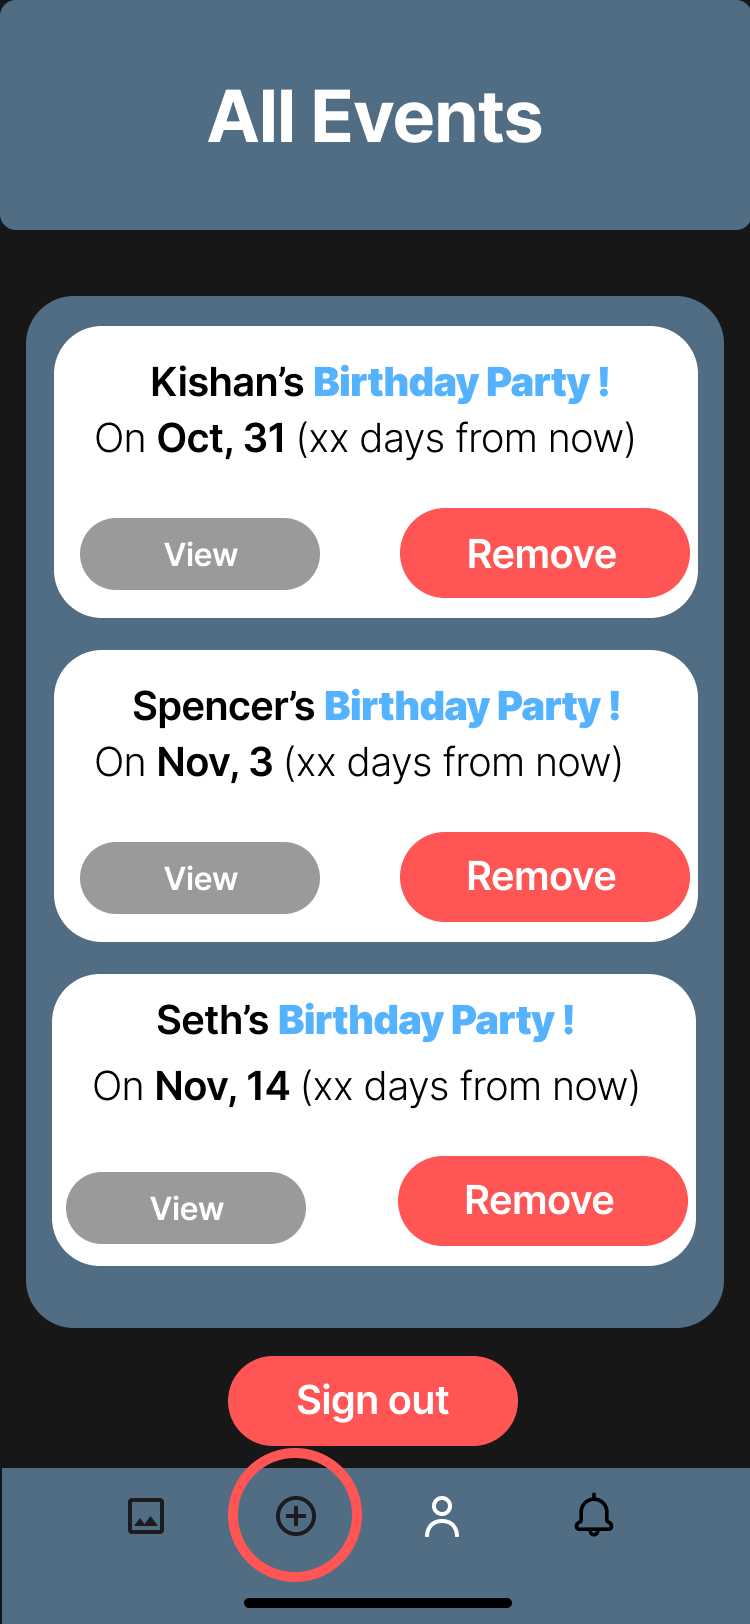 All Events
Kishan’s Birthday Party !
On Oct, 31 (xx days from now)
View
Remove
Spencer’s Birthday Party !
On Nov, 3 (xx days from now)
View
Remove
Seth’s Birthday Party !
On Nov, 14 (xx days from now)
View
Remove
Sign out